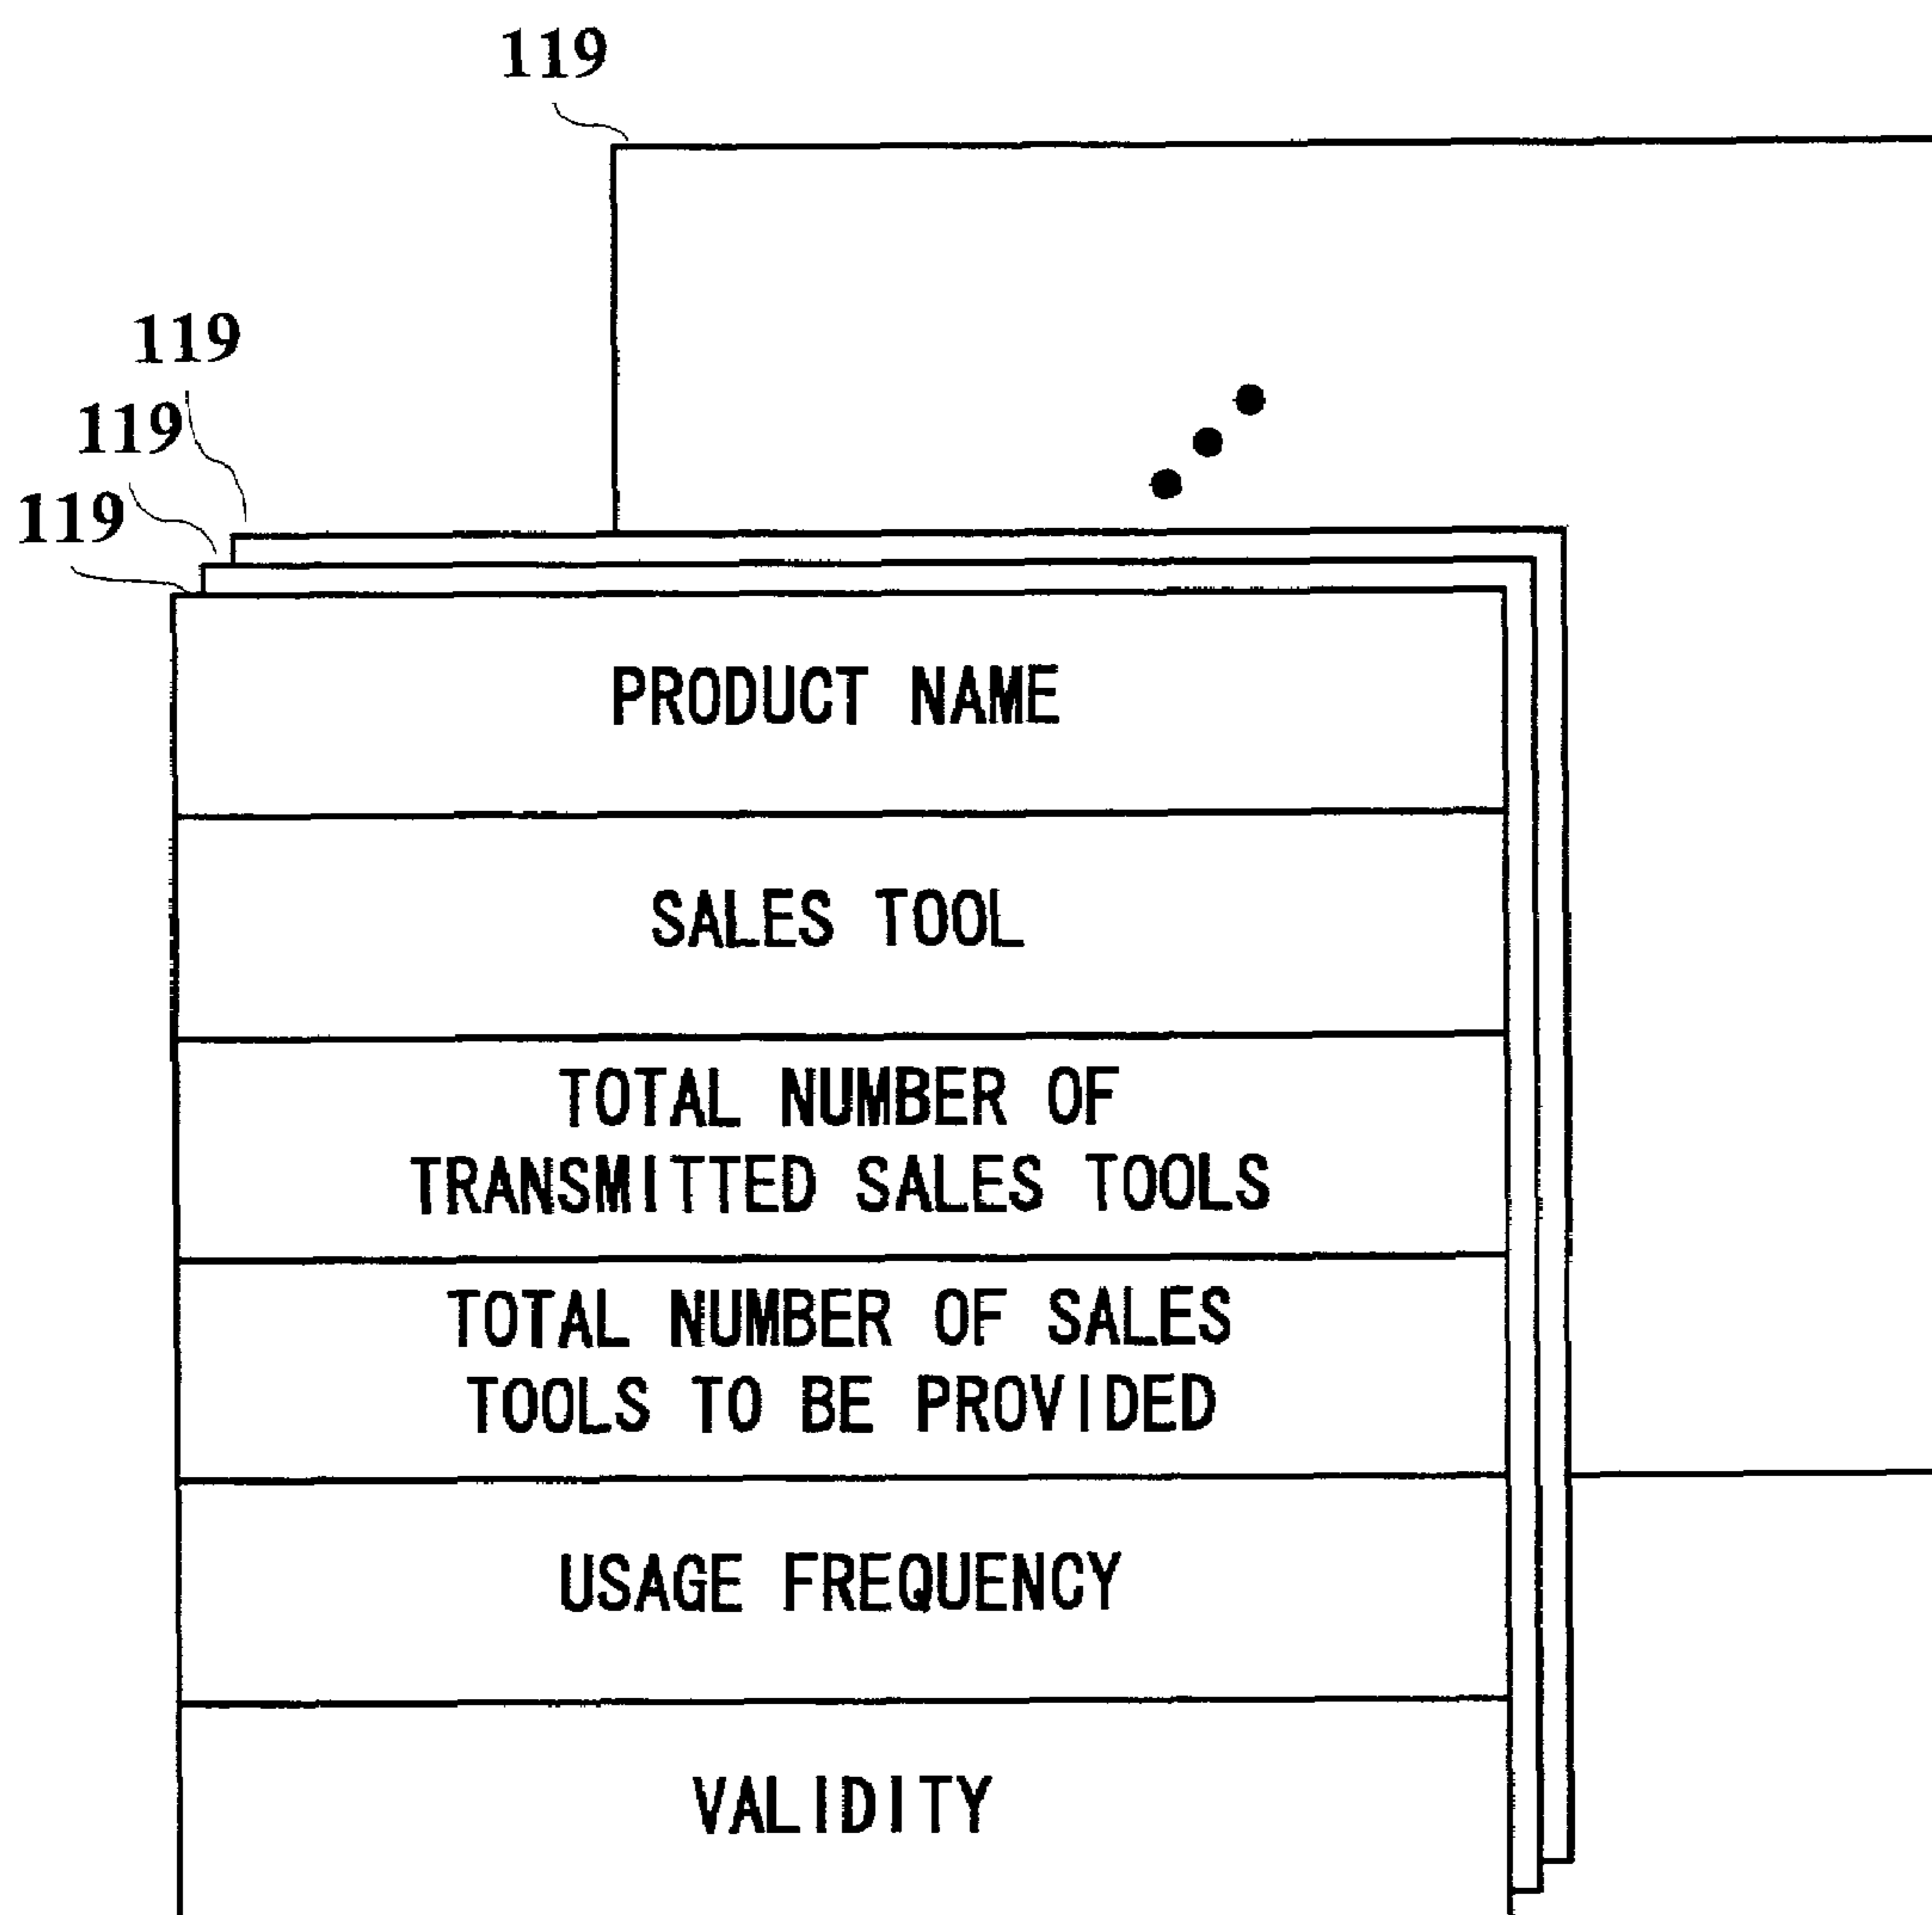 119
119
119
119
PRODUCT NAME
SALES TOOL
TOTAL NUMBER OF
TRANSMITTED SALES TOOLS
TOTAL NUMBER OF SALES
TOOLS TO BE PROVIDED
USAGE FREQUENCY
VALIDITY